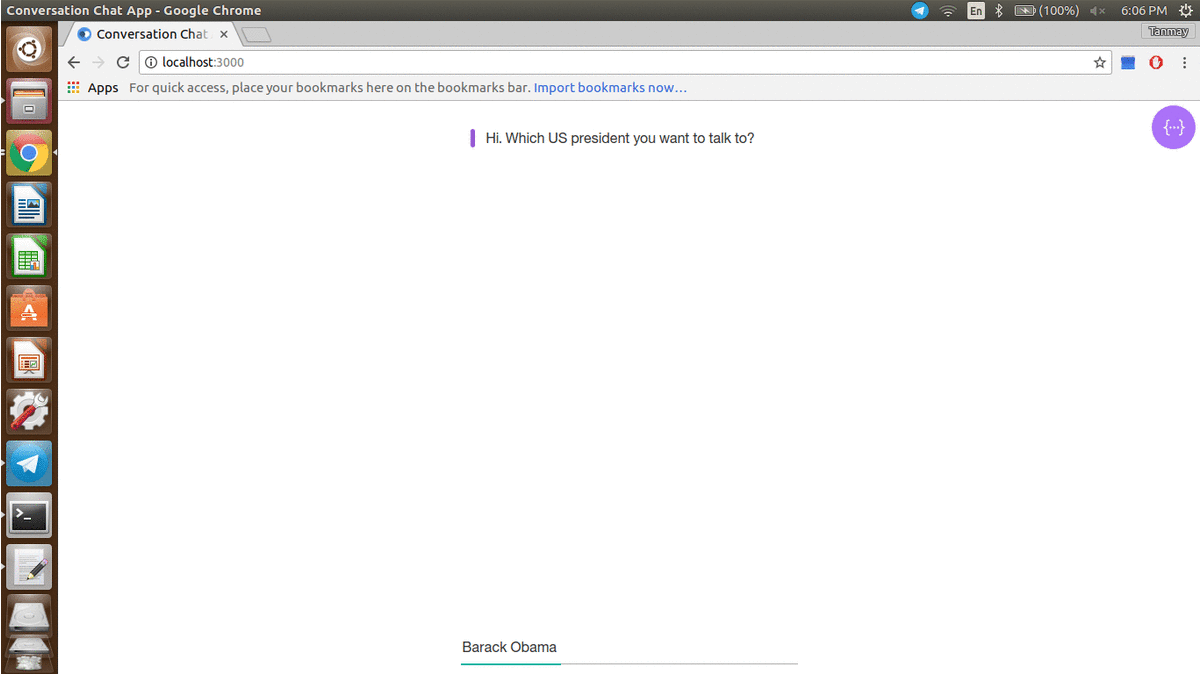 Conversation Chat App - Google Chrome
En
(100%)
6:06 PM
Conversation Chat
Tanmay
localhost:3000
Apps
For quick access, place your bookmarks here on the bookmarks bar. Import bookmarks now...
Hi. Which US president you want to talk to?
{...}
Barack Obama